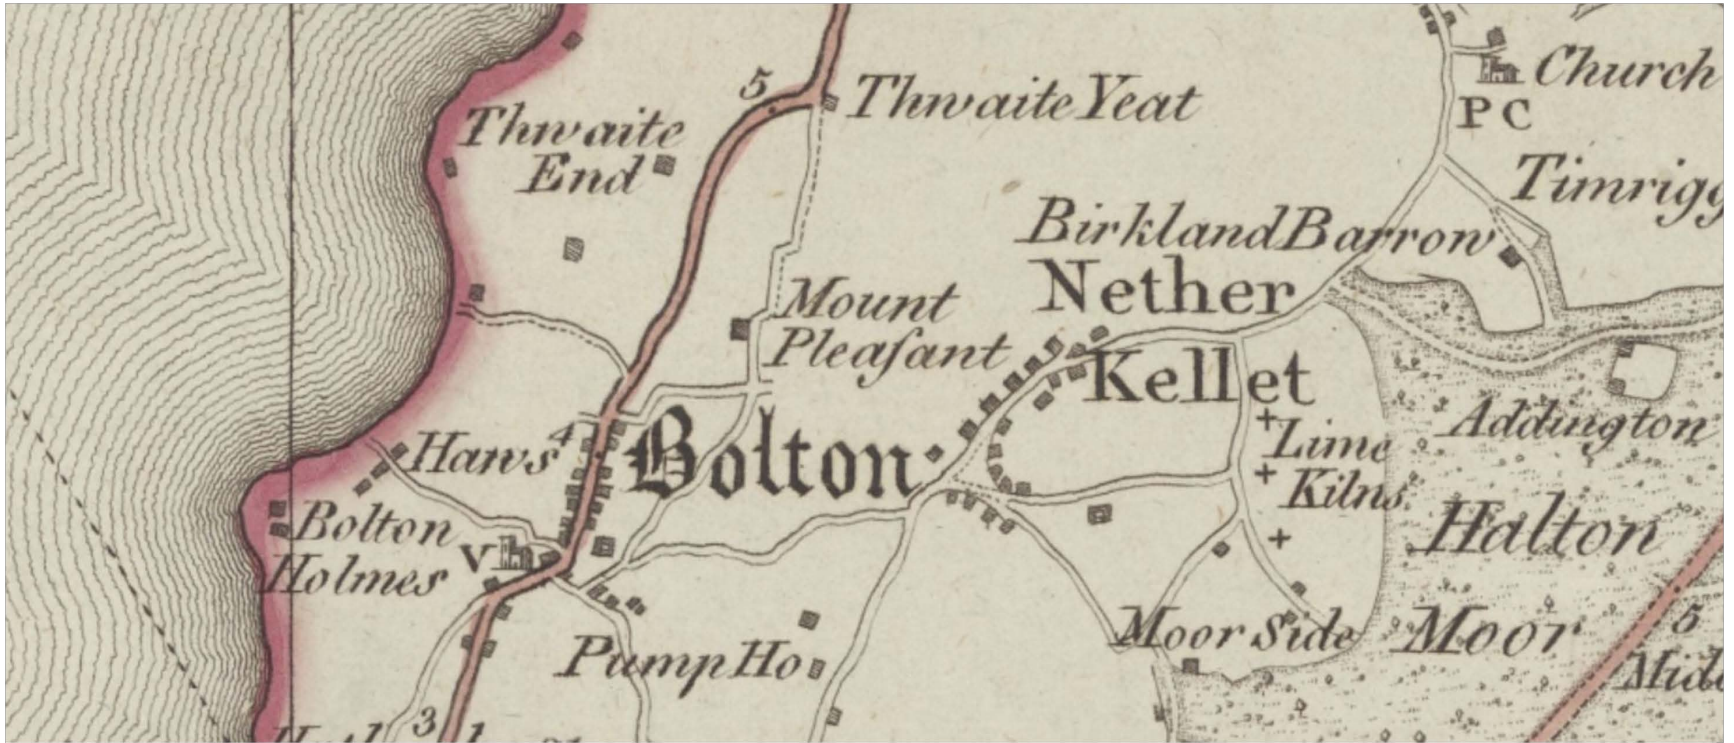 Church
5
Thwaite Yeat
P C
Thwaite
End
Timrigg
Birkland Barrow
Nether
Mount
Pleaſant
Kellet
Addington
Lime
Kilns
Haws
4
Bolton
Bolton
Holmes
V
Halton
Moor
Moor Side
Pump Ho
5
3